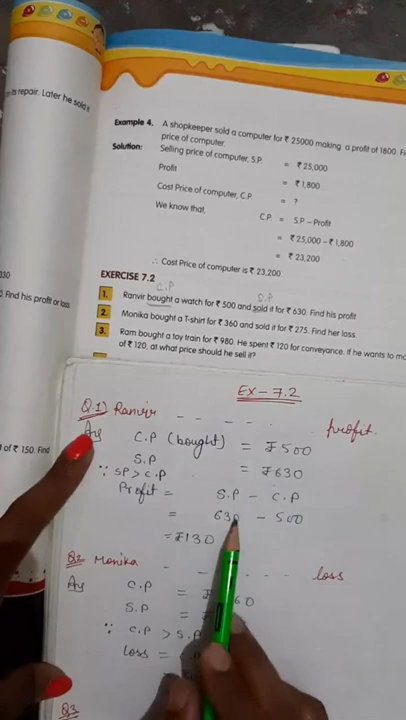 on its repair. Later he sold it
Example 4. A shopkeeper sold a computer for ₹ 25000 making a profit of 1800.
price of computer.
Solution: Selling price of computer, S.P. = ₹ 25,000
Profit = ₹ 1,800
Cost Price of computer, C.P. = ?
We know that, C.P. = S.P – Profit
= ₹ 25,000 – ₹ 1,800
= ₹ 23,200
∴ Cost Price of computer is ₹ 23,200.
EXERCISE 7.2
C.P S.P
1. Ranvir bought a watch for ₹ 500 and sold it for ₹ 630. Find his profit
2. Monika bought a T-shirt for ₹ 360 and sold it for ₹ 275. Find her loss.
3. Ram bought a toy train for ₹ 980. He spent ₹ 120 for conveyance. If he wants to
of ₹ 120, at what price should he sell it?
Find his profit or loss
of ₹ 150. Find
EX-7.2
Q.1) Ranvir - - - - - profit.
Ans C.P (bought) = ₹500
S.P = ₹630
∵ SP > C.P
Profit = S.P - C.P
= 630 - 500
= ₹130
Q2 Monika - - - - - loss
Ans C.P = ₹ 60
S.P = ₹
∵ C.P > S.P
loss =
Q3